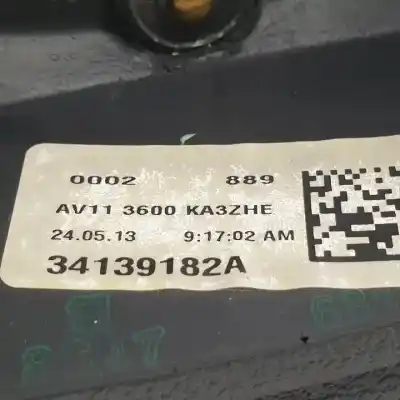 0002 889
AV11 3600 KA3ZHE
24.05.13 9:17:02 AM
34139182A